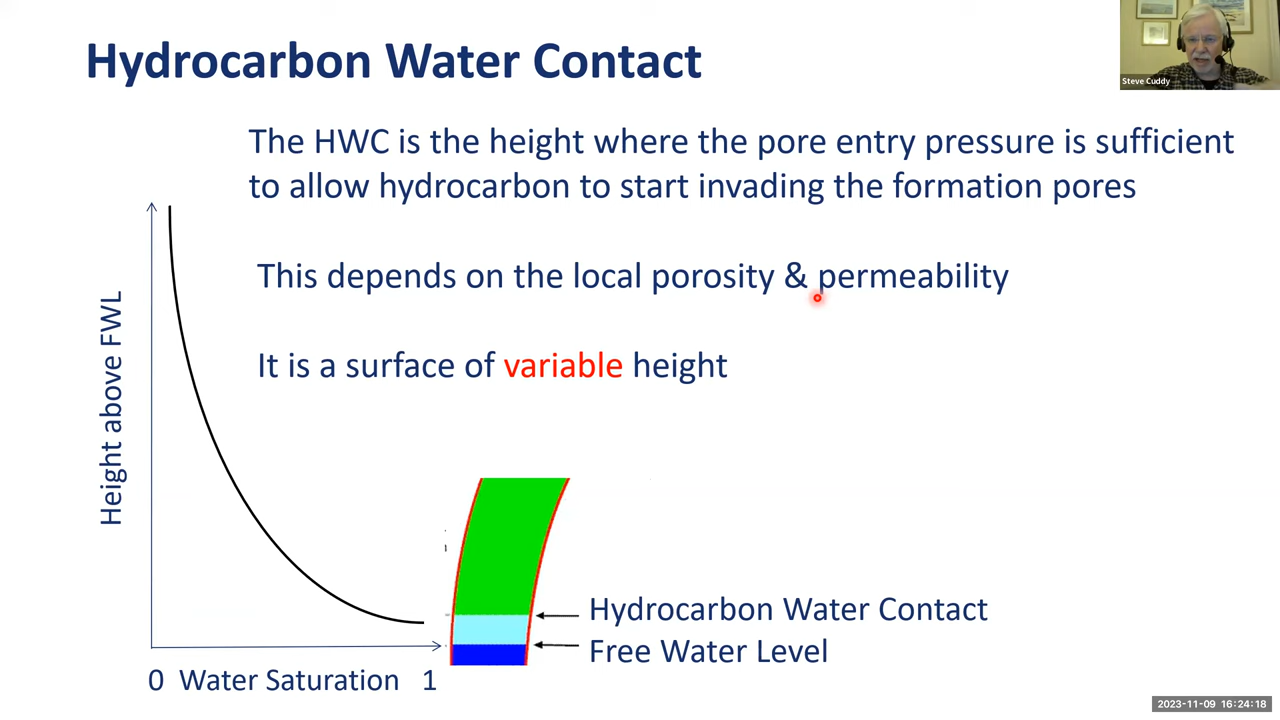 Hydrocarbon Water Contact
Steve Cuddy
The HWC is the height where the pore entry pressure is sufficient
to allow hydrocarbon to start invading the formation pores
This depends on the local porosity & permeability
It is a surface of variable height
Height above FWL
Hydrocarbon Water Contact
Free Water Level
0 Water Saturation 1
2023-11-09 16:24:18